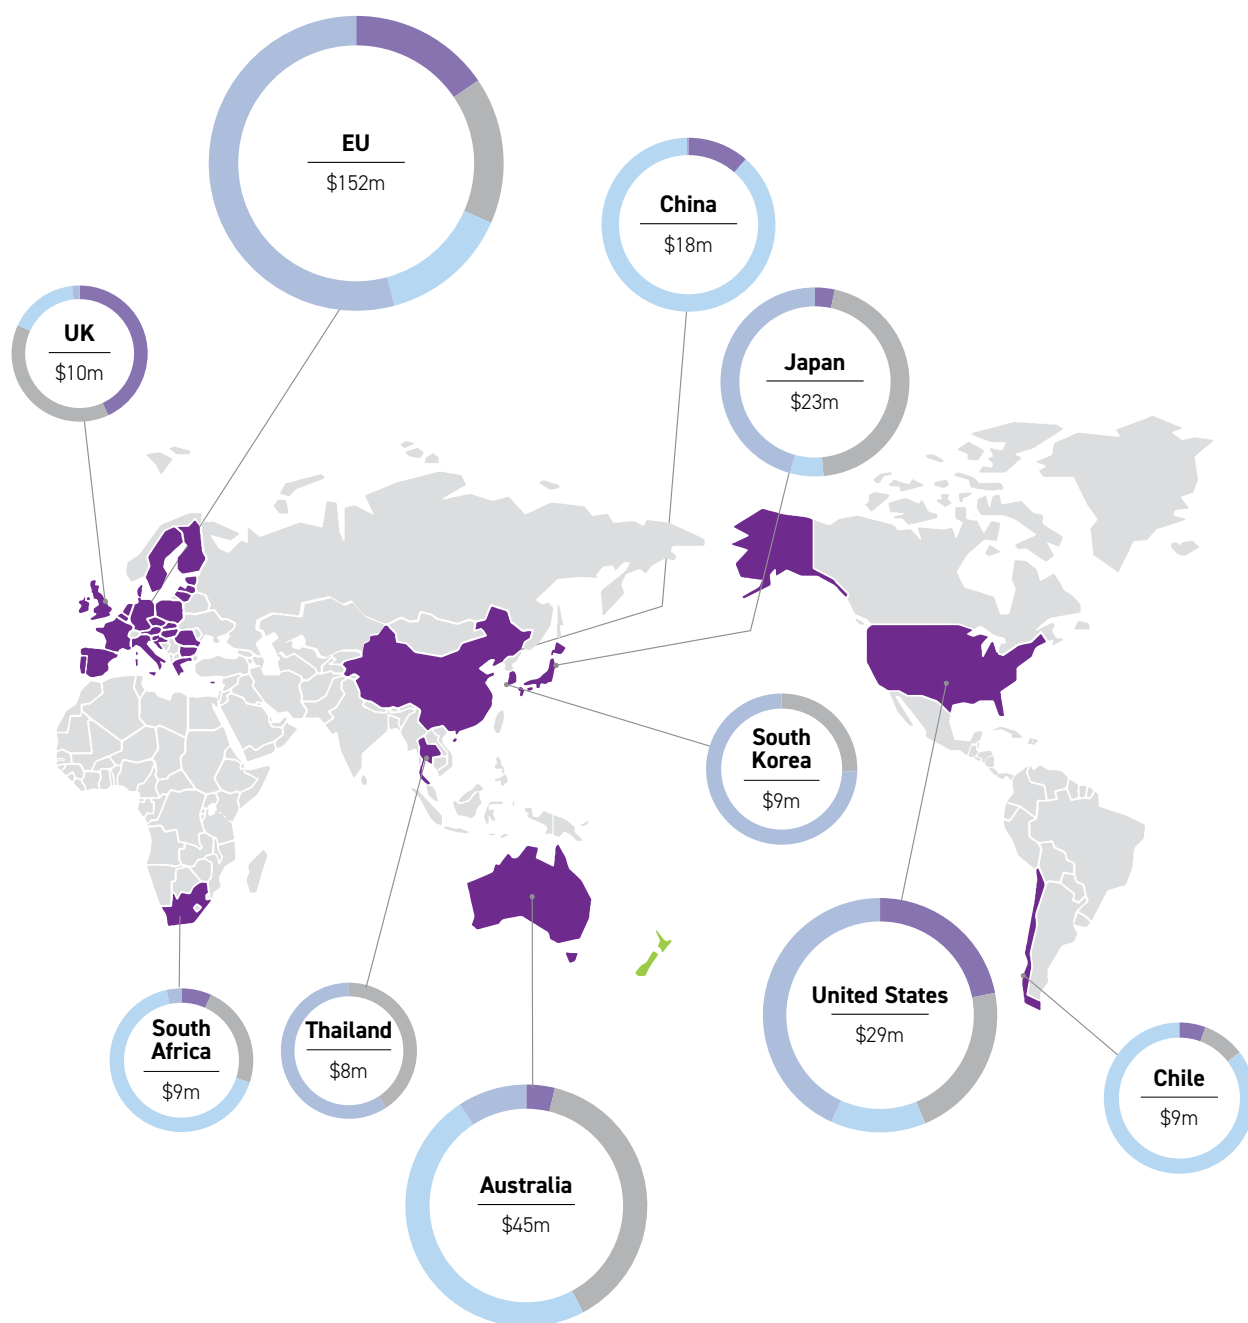 EU
$152m
China
$18m
UK
$10m
Japan
$23m
South
Korea
$9m
United States
$29m
South
Africa
$9m
Thailand
$8m
Chile
$9m
Australia
$45m